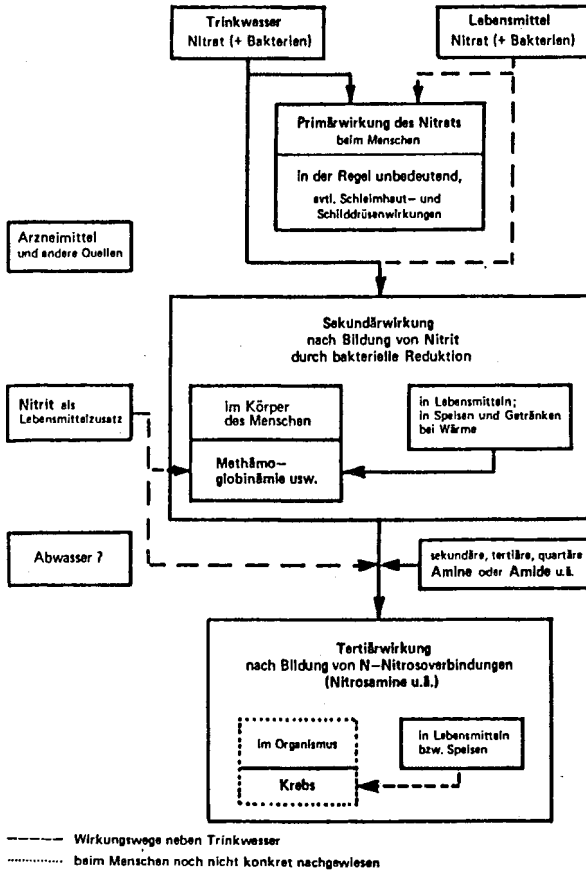 Trinkwasser
Nitrat (+ Bakterien)
Lebensmittel
Nitrat (+ Bakterien)
Primärwirkung des Nitrats
beim Menschen
In der Regel unbedeutend,
evtl. Schleimhaut- und
Schilddrüsenwirkungen
Arzneimittel
und andere Quellen
Sekundärwirkung
nach Bildung von Nitrit
durch bakterielle Reduktion
Nitrit als
Lebensmittelzusatz
im Körper
des Menschen
Methämo-
globinämie usw.
in Lebensmitteln;
in Speisen und Getränken
bei Wärme
Abwasser ?
sekundäre, tertiäre, quartäre
Amine oder Amide u.ä.
Tertiärwirkung
nach Bildung von N-Nitrosoverbindungen
(Nitrosamine u.ä.)
im Organismus
Krebs
in Lebensmitteln
bzw. Speisen
Wirkungswege neben Trinkwasser
beim Menschen noch nicht konkret nachgewiesen